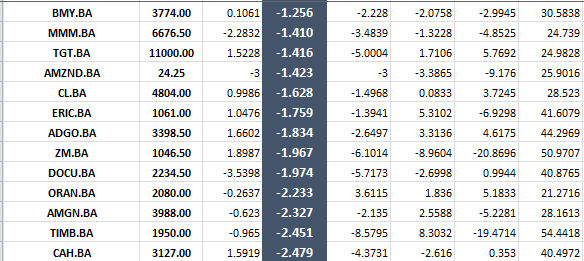 BMY.BA 3774.00 0.1061 -1.256 -2.228 -2.0758 -2.9945 30.5838
MMM.BA 6676.50 -2.2832 -1.410 -3.4839 -1.3228 -4.8525 24.739
TGT.BA 11000.00 1.5228 -1.416 -5.0004 1.7106 5.7692 24.9828
AMZND.BA 24.25 -3 -1.423 -3 -3.3865 -9.176 25.9016
CL.BA 4804.00 0.9986 -1.628 -1.4968 0.0833 3.7245 28.523
ERIC.BA 1061.00 1.0476 -1.759 -1.3941 5.3102 -6.9298 41.6079
ADGO.BA 3398.50 1.6602 -1.834 -2.6497 3.3136 4.6175 44.2969
ZM.BA 1046.50 1.8987 -1.967 -6.1014 -8.9604 -20.8696 50.9707
DOCU.BA 2234.50 -3.5398 -1.974 -5.7173 -2.6998 0.9944 40.8765
ORAN.BA 2080.00 -0.2637 -2.233 3.6115 1.836 5.1833 21.2716
AMGN.BA 3988.00 -0.623 -2.327 -2.135 2.5588 -5.2281 28.1613
TIMB.BA 1950.00 -0.965 -2.451 -8.5795 8.3032 -19.4714 54.4418
CAH.BA 3127.00 1.5919 -2.479 -4.3731 -2.616 0.353 40.4972